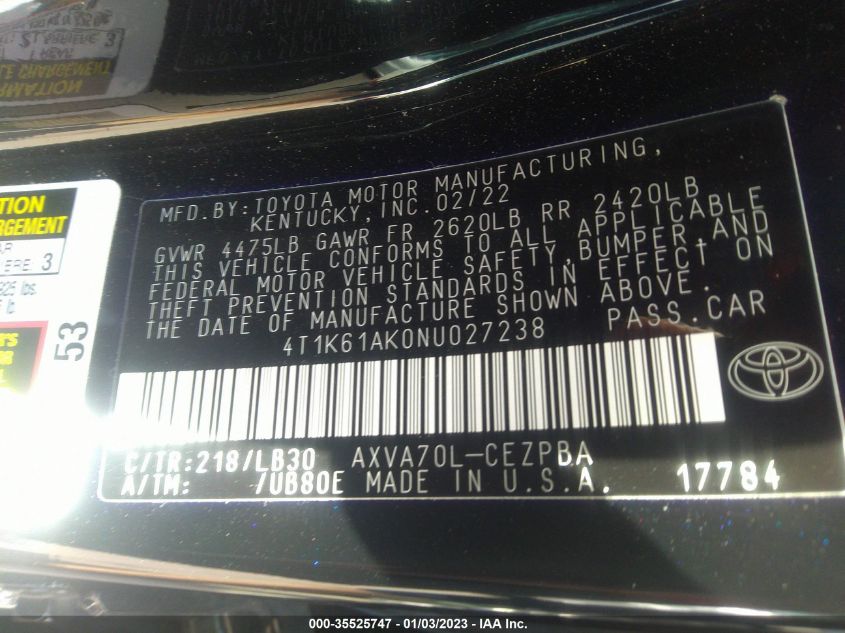 MFD. BY: TOYOTA MOTOR MANUFACTURING,
KENTUCKY, INC. 02/22
GVWR 4475LB GAWR FR 2620LB RR 2420LB
THIS VEHICLE CONFORMS TO ALL APPLICABLE
FEDERAL MOTOR VEHICLE SAFETY, BUMPER, AND
THEFT PREVENTION STANDARDS IN EFFECT ON
THE DATE OF MANUFACTURE SHOWN ABOVE.
4T1K61AK0NU027238 PASS. CAR
C/TR: 218/LB30 AXVA70L-CEZPBA
A/TM: /UB80E MADE IN U.S.A. 17784
53
000-35525747 - 01/03/2023 - © IAA, Inc.